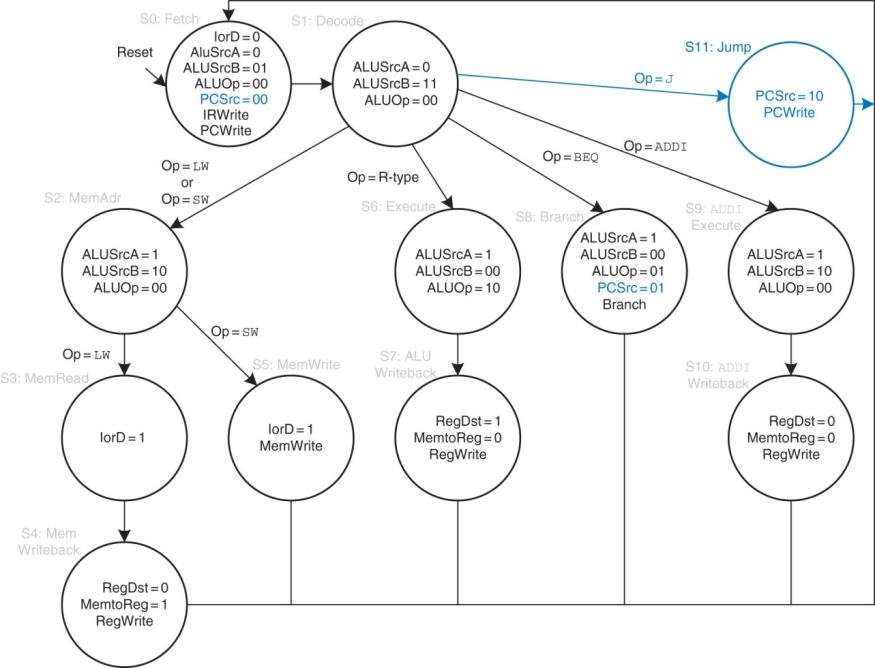 S0: Fetch
S1: Decode
Reset
IorD = 0
AluSrcA = 0
ALUSrcB = 01
ALUOp = 00
PCSrc = 00
IRWrite
PCWrite
ALUSrcA = 0
ALUSrcB = 11
ALUOp = 00
S11: Jump
Op = J
PCSrc = 10
PCWrite
Op = LW
or
Op = SW
Op = R-type
Op = BEQ
Op = ADDI
S2: MemAdr
ALUSrcA = 1
ALUSrcB = 10
ALUOp = 00
S6: Execute
ALUSrcA = 1
ALUSrcB = 00
ALUOp = 10
S8: Branch
ALUSrcA = 1
ALUSrcB = 00
ALUOp = 01
PCSrc = 01
Branch
S9: ADDI
Execute
ALUSrcA = 1
ALUSrcB = 10
ALUOp = 00
Op = LW
Op = SW
S3: MemRead
IorD = 1
S5: MemWrite
IorD = 1
MemWrite
S7: ALU
Writeback
RegDst = 1
MemtoReg = 0
RegWrite
S10: ADDI
Writeback
RegDst = 0
MemtoReg = 0
RegWrite
S4: Mem
Writeback
RegDst = 0
MemtoReg = 1
RegWrite